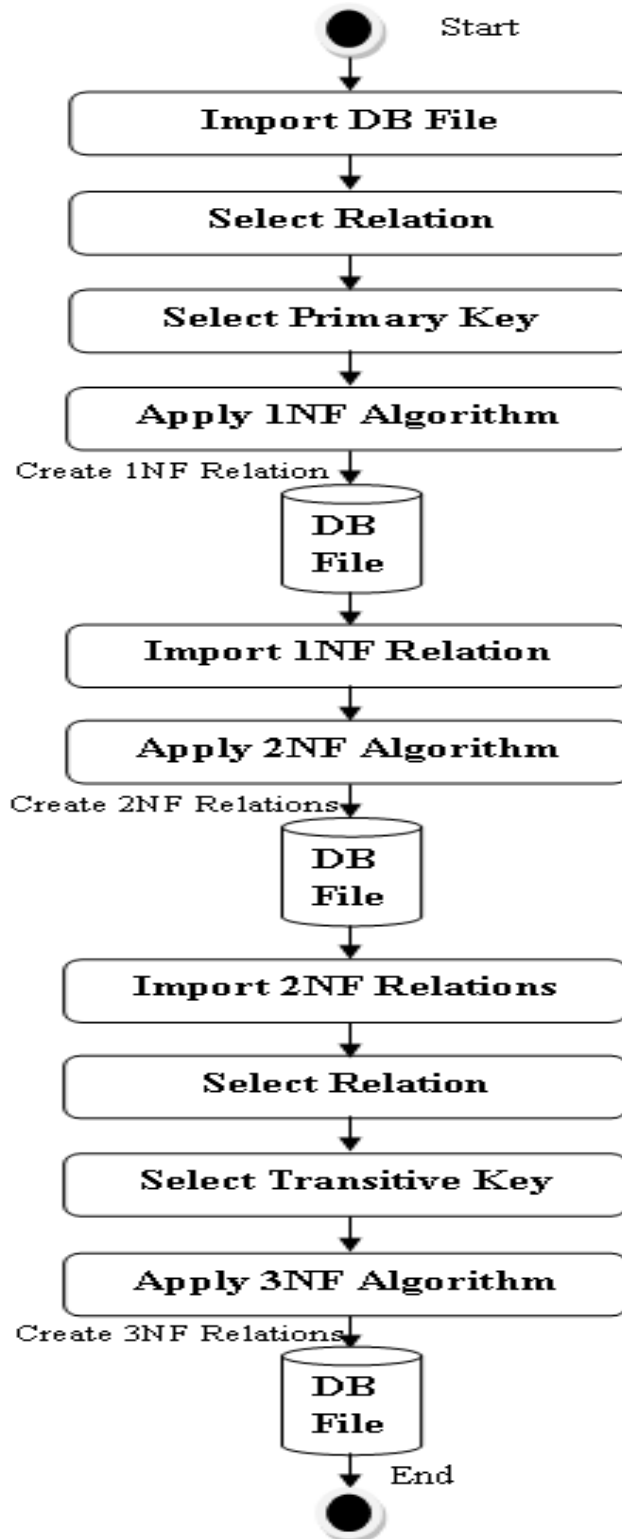 Start
Import DB File
Select Relation
Select Primary Key
Apply 1NF Algorithm
Create 1NF Relation
DB
File
Import 1NF Relation
Apply 2NF Algorithm
Create 2NF Relations
DB
File
Import 2NF Relations
Select Relation
Select Transitive Key
Apply 3NF Algorithm
Create 3NF Relations
DB
File
End